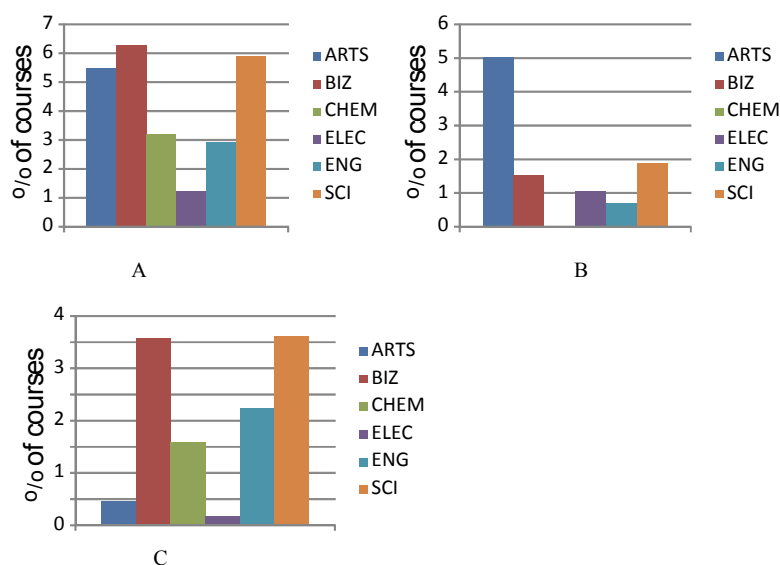 % of courses
7
6
5
4
3
2
1
0
ARTS
BIZ
CHEM
ELEC
ENG
SCI
A
% of courses
6
5
4
3
2
1
0
ARTS
BIZ
CHEM
ELEC
ENG
SCI
B
% of courses
4
3
2
1
0
ARTS
BIZ
CHEM
ELEC
ENG
SCI
C